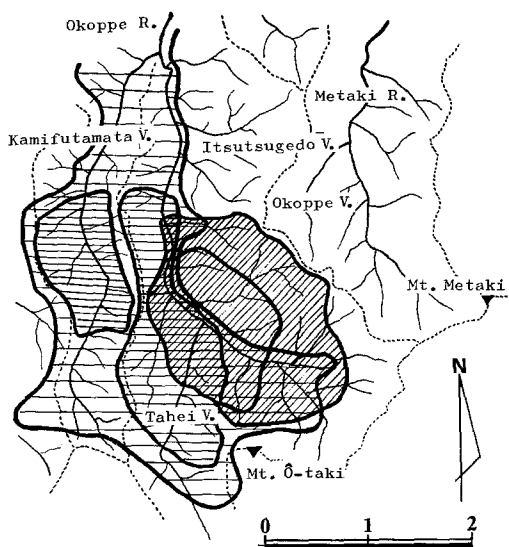 Okoppe R.
Metaki R.
Kamifutamata V.
Itsutsugedo V.
Okoppe V.
Mt. Metaki
N
Tahei V.
Mt. Ô-taki
0 1 2